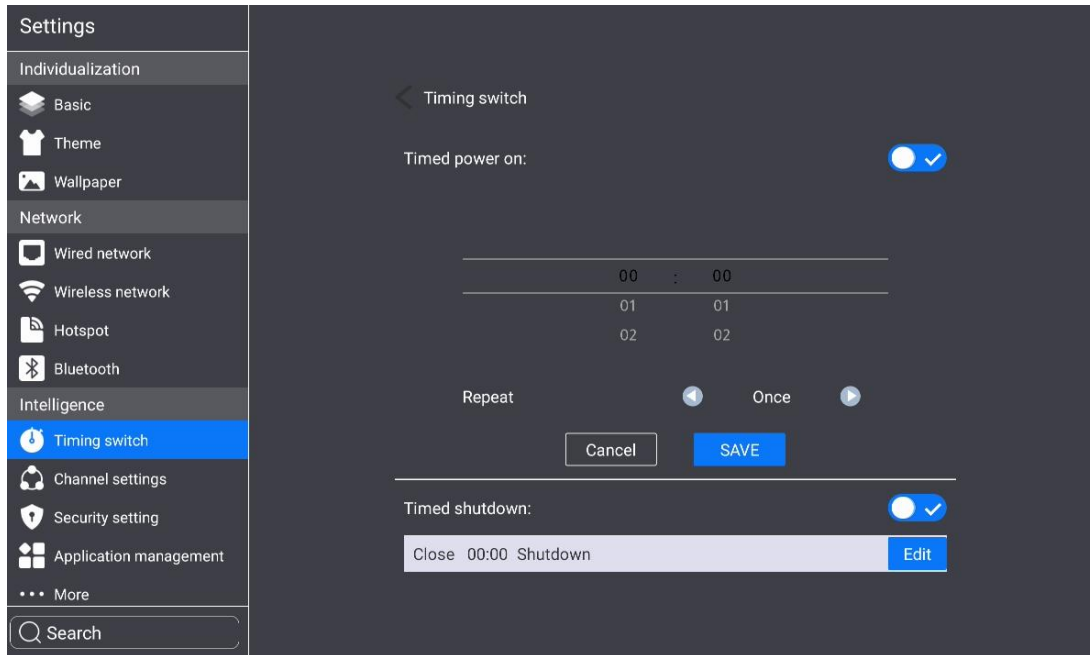 Settings
Individualization
Basic
Theme
Wallpaper
Network
Wired network
Wireless network
Hotspot
Bluetooth
Intelligence
Timing switch
Channel settings
Security setting
Application management
More
Search
Timing switch
Timed power on:
00 : 00
01 01
02 02
Repeat Once
Cancel SAVE
Timed shutdown:
Close 00:00 Shutdown Edit